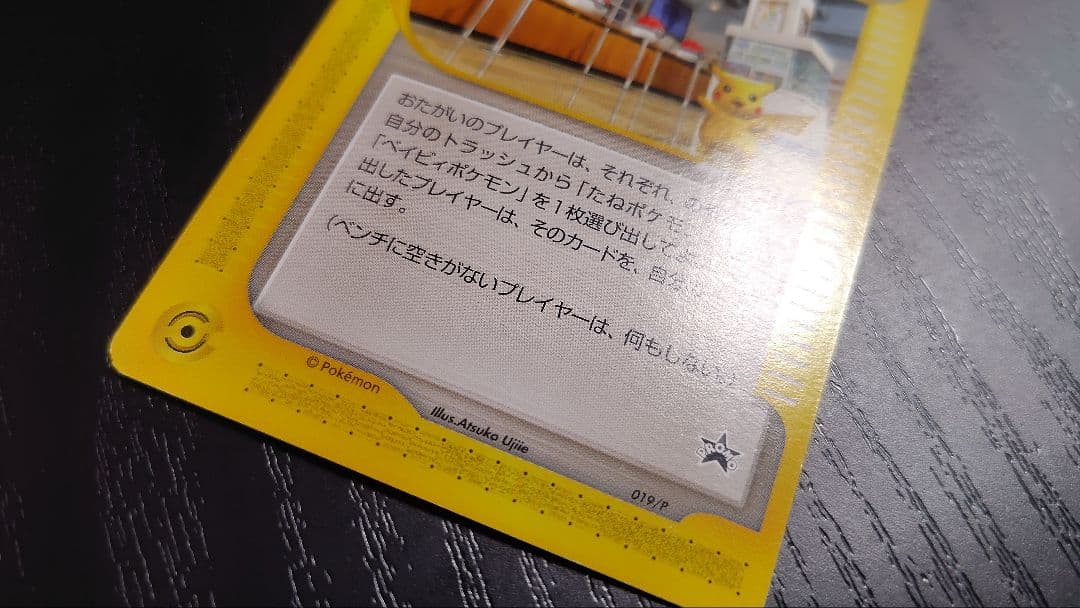 おたがいのプレイヤーは、それぞれ、
自分のトラッシュから「たねポケモ
「ベイビィポケモン」を1枚選び出してよ
出したプレイヤーは、そのカードを、自分
に出す。
(ベンチに空きがないプレイヤーは、何もしない。)
©Pokémon
Illus.Atsuko Ujiie
PROMO
019/P